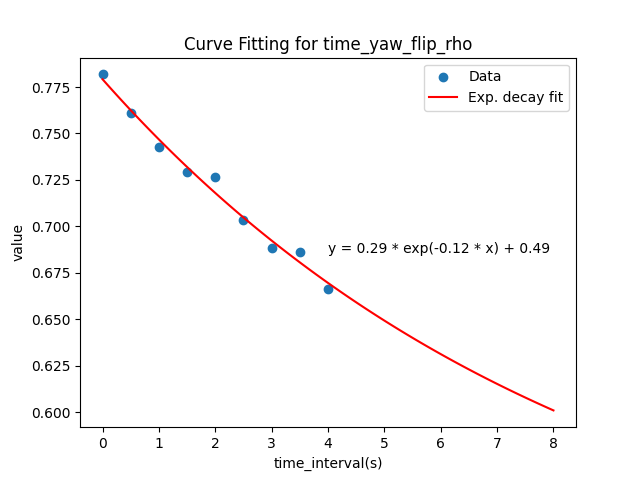 Curve Fitting for time_yaw_flip_rho
Data
Exp. decay fit
y = 0.29 * exp(-0.12 * x) + 0.49
value
0.775
0.750
0.725
0.700
0.675
0.650
0.625
0.600
0 1 2 3 4 5 6 7 8
time_interval(s)